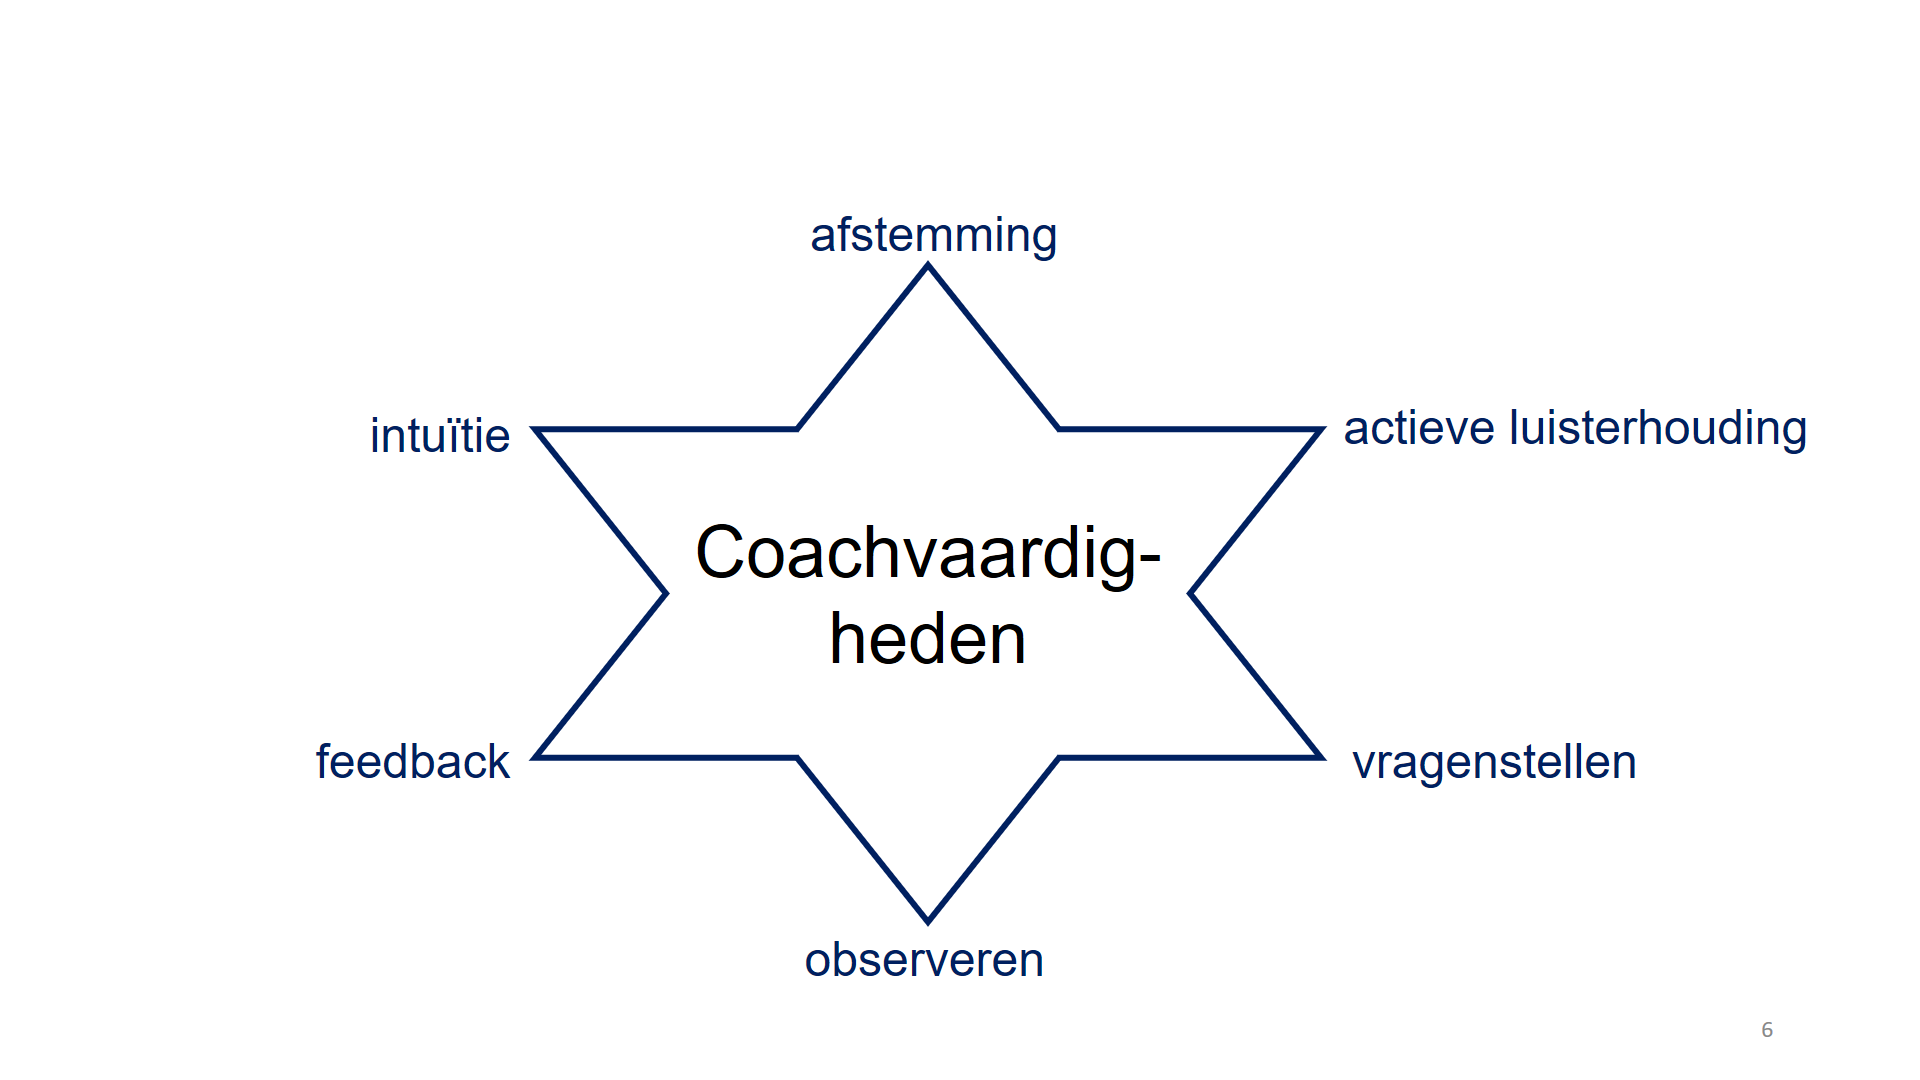 afstemming
intuïtie
actieve luisterhouding
Coachvaardig-
heden
feedback
vragenstellen
observeren
6